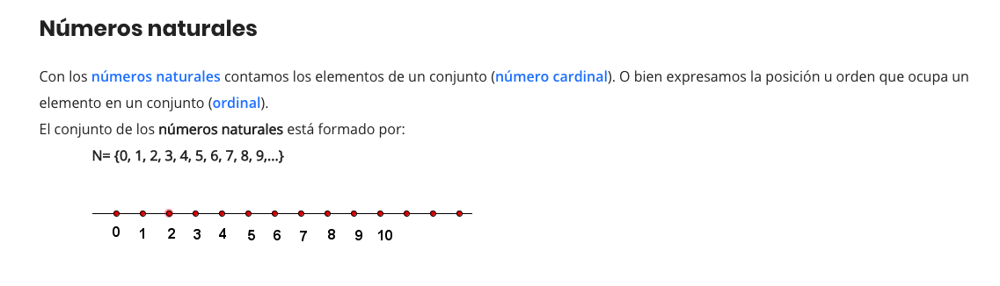 Números naturales
Con los números naturales contamos los elementos de un conjunto (número cardinal). O bien expresamos la posición u orden que ocupa un
elemento en un conjunto (ordinal).
El conjunto de los números naturales está formado por:
N= {0, 1, 2, 3, 4, 5, 6, 7, 8, 9,...}
0 1 2 3 4 5 6 7 8 9 10